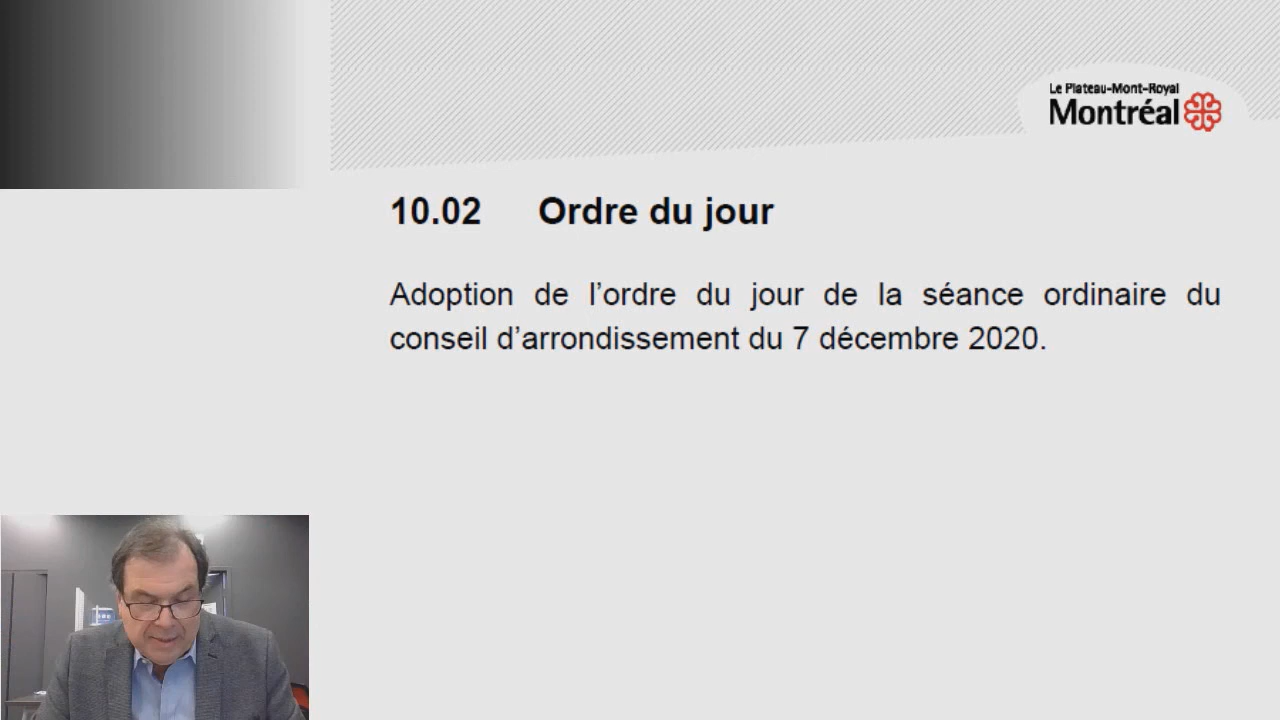 Le Plateau-Mont-Royal
Montréal
10.02 Ordre du jour
Adoption de l’ordre du jour de la séance ordinaire du
conseil d’arrondissement du 7 décembre 2020.